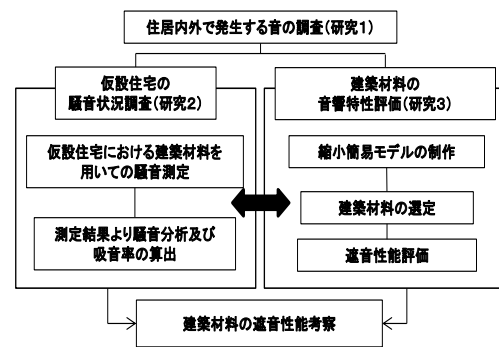 住居内外で発生する音の調査(研究1)
仮設住宅の
騒音状況調査(研究2)
仮設住宅における建築材料を
用いての騒音測定
測定結果より騒音分析及び
吸音率の算出
建築材料の
音響特性評価(研究3)
縮小簡易モデルの制作
建築材料の選定
遮音性能評価
建築材料の遮音性能考察